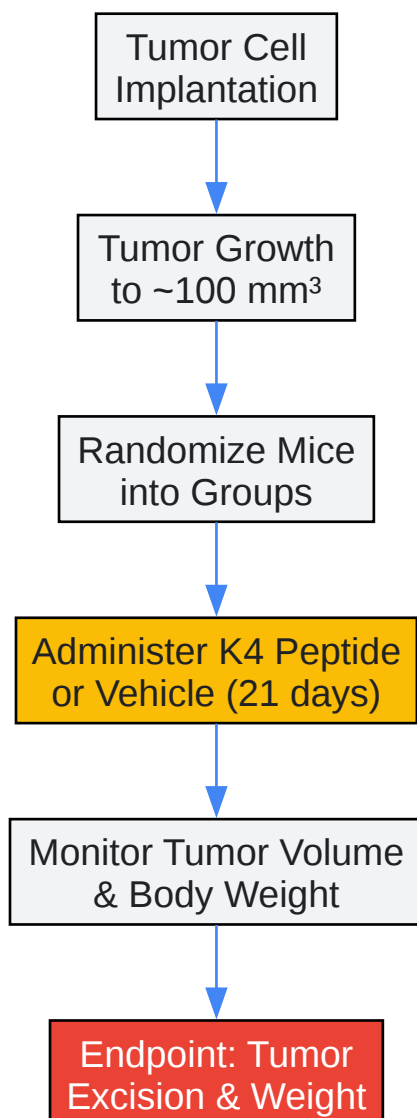 Tumor Cell
Implantation
Tumor Growth
to ~100 mm³
Randomize Mice
into Groups
Administer K4 Peptide
or Vehicle (21 days)
Monitor Tumor Volume
& Body Weight
Endpoint: Tumor
Excision & Weight